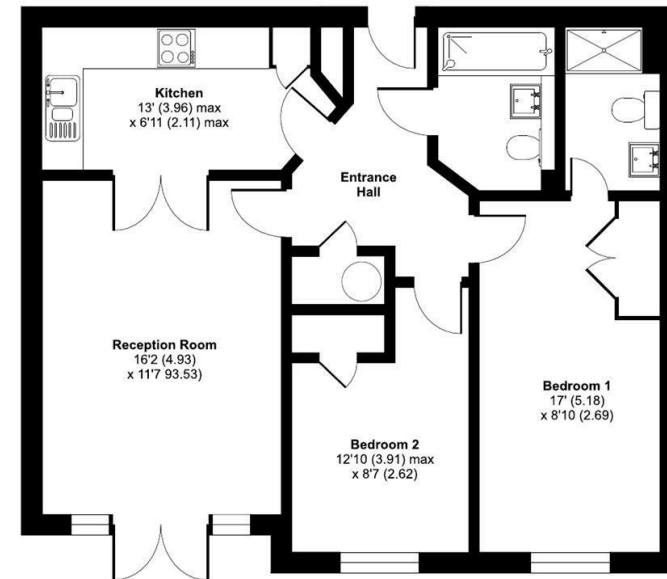 Kitchen
13' (3.96) max
x 6'11 (2.11) max
Entrance
Hall
Reception Room
16'2 (4.93)
x 11'7 93.53)
Bedroom 1
17' (5.18)
x 8'10 (2.69)
Bedroom 2
12'10 (3.91) max
x 8'7 (2.62)